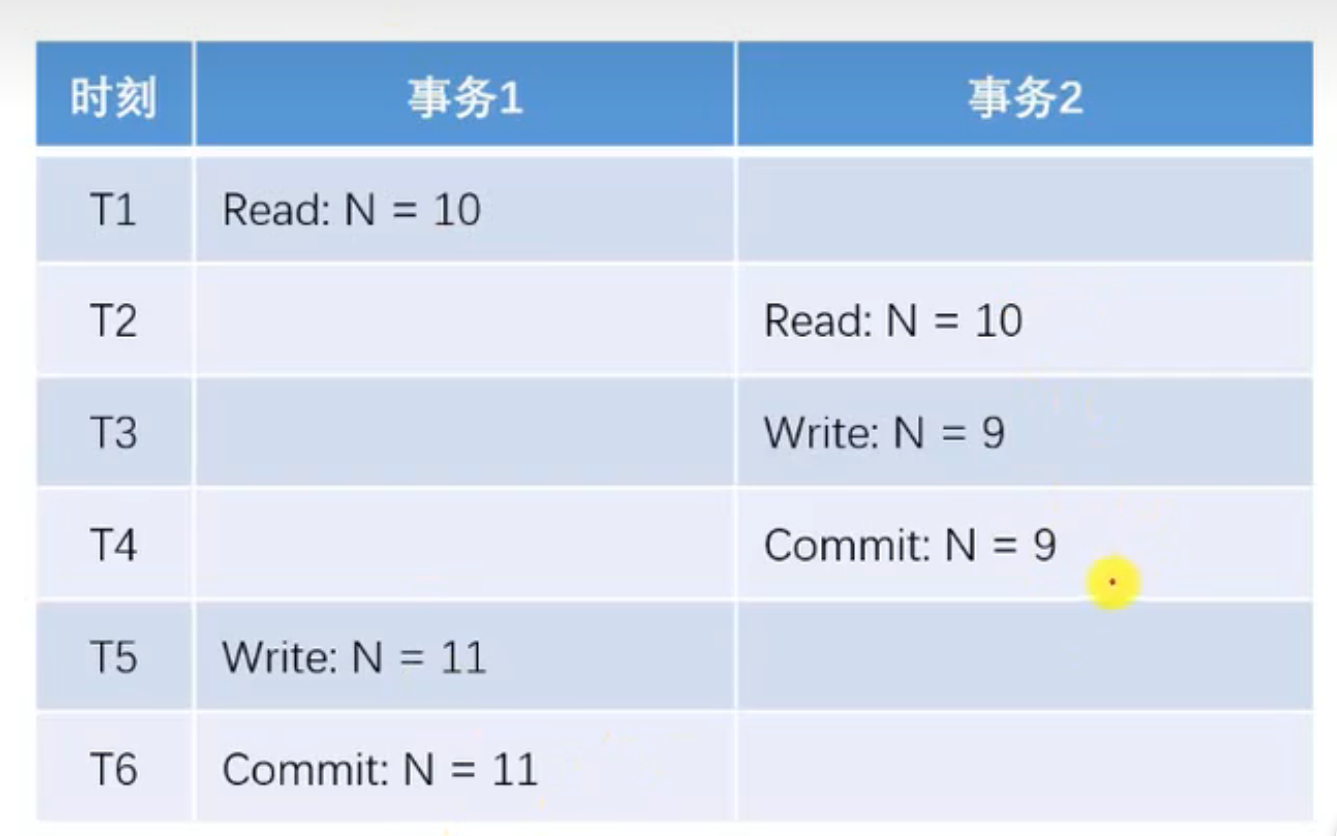 时刻 事务1 事务2
T1 Read: N = 10
T2 Read: N = 10
T3 Write: N = 9
T4 Commit: N = 9
T5 Write: N = 11
T6 Commit: N = 11